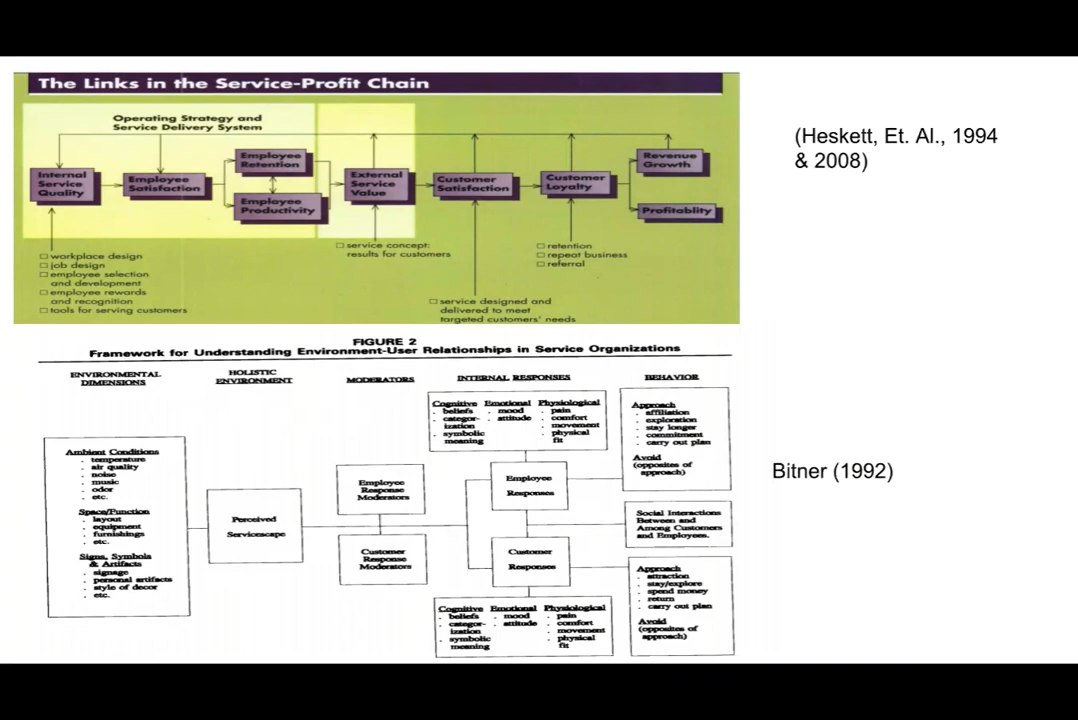 The Links in the Service-Profit Chain
Operating Strategy and
Service Delivery System
Internal
Service
Quality
Employee
Satisfaction
Employee
Retention
Employee
Productivity
External
Service
Value
Customer
Satisfaction
Customer
Loyalty
Revenue
Growth
Profitablity
□ workplace design
□ job design
□ employee selection
and development
□ employee rewards
and recognition
□ tools for serving customers
□ service concept:
results for customers
□ service designed and
delivered to meet
targeted customers' needs
□ retention
□ repeat business
□ referral
(Heskett, Et. Al., 1994
& 2008)
FIGURE 2
Framework for Understanding Environment-User Relationships in Service Organizations
ENVIRONMENTAL
DIMENSIONS
HOLISTIC
ENVIRONMENT
MODERATORS
INTERNAL RESPONSES
BEHAVIOR
Ambient Conditions
. temperature
. air quality
. noise
. music
. odor
. etc.
Space/Function
. layout
. equipment
. furnishings
. etc.
Signs, Symbols
& Artifacts
. signage
. personal artifacts
. style of decor
. etc.
Perceived
Servicescape
Employee
Response
Moderators
Customer
Response
Moderators
Cognitive Emotional Physiological
. beliefs . mood . pain
. categor- . attitude . comfort
ization . movement
. symbolic . physical
meaning fit
Employee
Responses
Customer
Responses
Cognitive Emotional Physiological
. beliefs . mood . pain
. categor- . attitude . comfort
ization . movement
. symbolic . physical
meaning fit
Approach
. affiliation
. exploration
. stay longer
. commitment
. carry out plan
Avoid
(opposites of
approach)
Social Interactions
Between and
Among Customers
and Employees.
Approach
. attraction
. stay/explore
. spend money
. return
. carry out plan
Avoid
(opposites of
approach)
Bitner (1992)